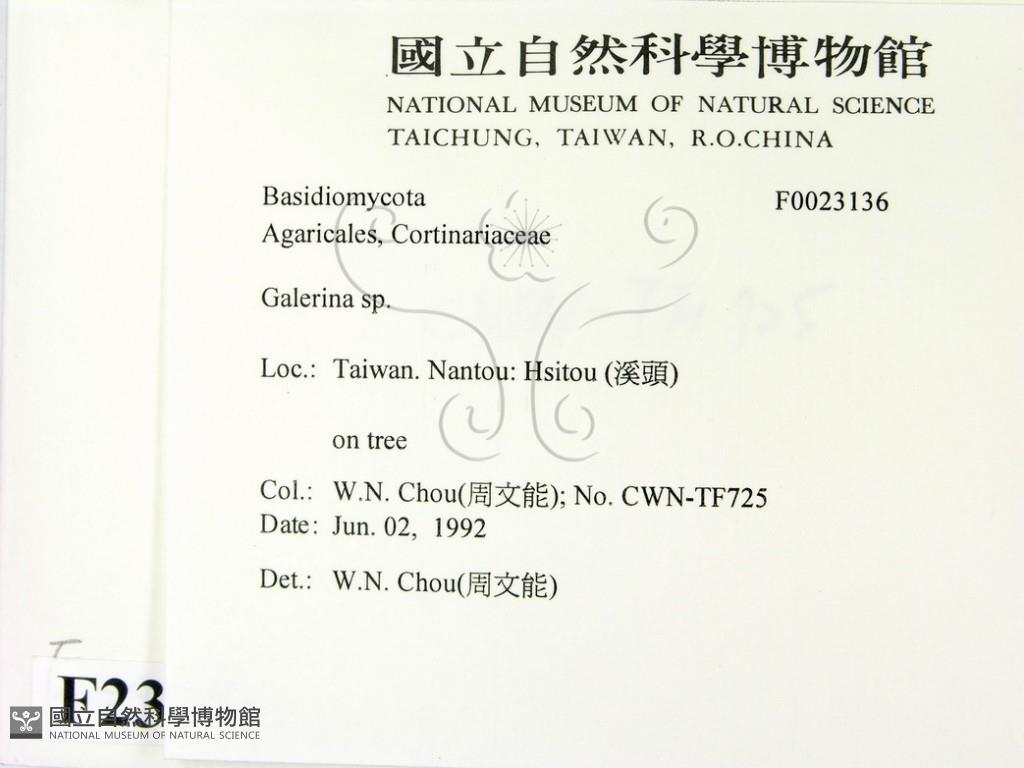 國立自然科學博物館
NATIONAL MUSEUM OF NATURAL SCIENCE
TAICHUNG, TAIWAN, R.O.CHINA
Basidiomycota F0023136
Agaricales, Cortinariaceae
Galerina sp.
Loc.: Taiwan. Nantou: Hsitou (溪頭)
on tree
Col.: W.N. Chou(周文能); No. CWN-TF725
Date: Jun. 02, 1992
Det.: W.N. Chou(周文能)
F23
國立自然科學博物館
NATIONAL MUSEUM OF NATURAL SCIENCE